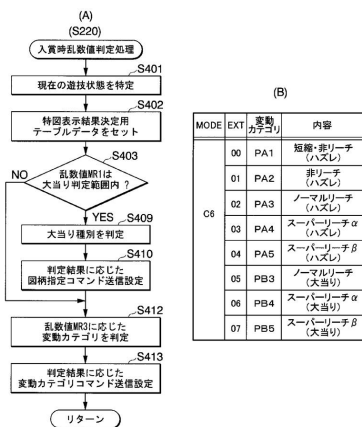 (A)
(S220)
入賞時乱数値判定処理
S401
現在の遊技状態を特定
S402
特図表示結果決定用
テーブルデータをセット
S403
乱数値MR1は
大当り判定範囲内？
NO
YES
S409
大当り種別を判定
S410
判定結果に応じた
図柄指定コマンド送信設定
S412
乱数値MR3に応じた
変動カテゴリを判定
S413
判定結果に応じた
変動カテゴリコマンド送信設定
リターン
(B)
MODE EXT 変動カテゴリ 内容
C6
00 PA1 短縮・非リーチ(ハズレ)
01 PA2 非リーチ(ハズレ)
02 PA3 ノーマルリーチ(ハズレ)
03 PA4 スーパーリーチα(ハズレ)
04 PA5 スーパーリーチβ(ハズレ)
05 PB3 ノーマルリーチ(大当り)
06 PB4 スーパーリーチα(大当り)
07 PB5 スーパーリーチβ(大当り)